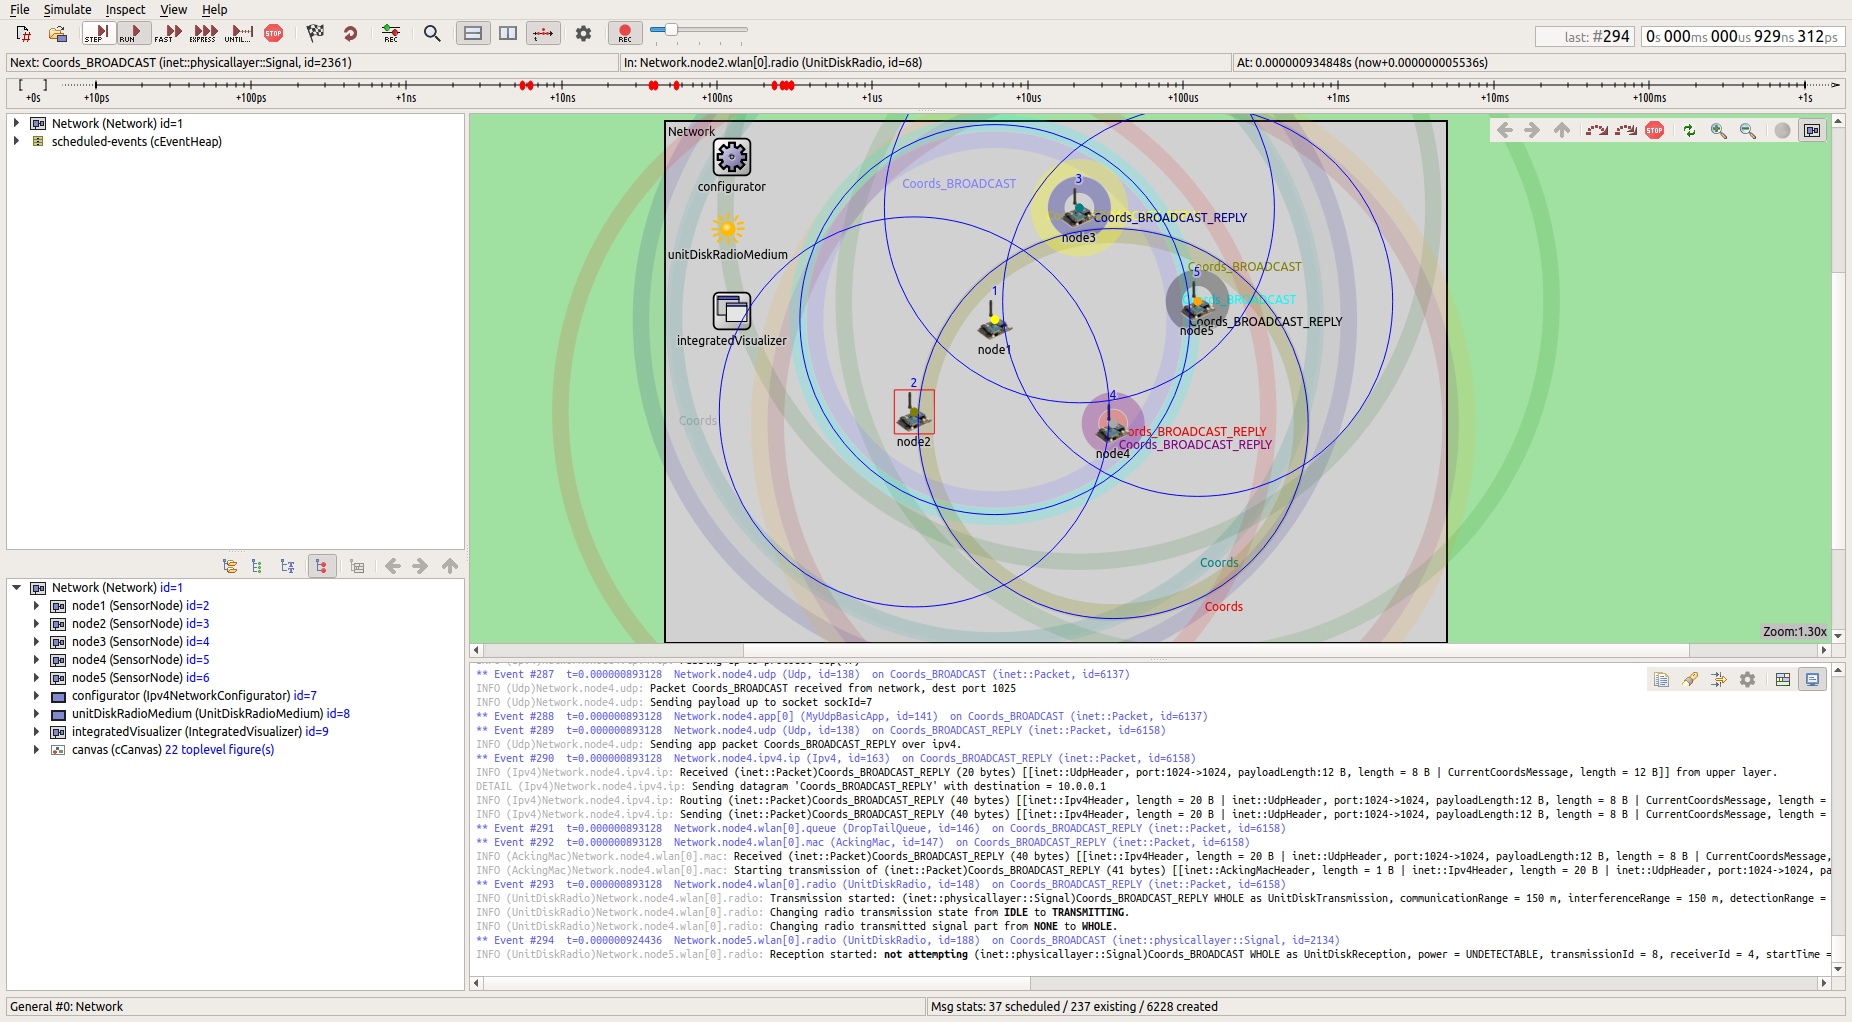 File Simulate Inspect View Help
STEP RUN FAST EXPRESS UNTIL... STOP REC REC
last: #294 0s 000ms 000us 929ns 312ps
Next: Coords_BROADCAST (inet::physicallayer::Signal, id=2361) In: Network.node2.wlan[0].radio (UnitDiskRadio, id=68) At: 0.000000934848s (now+0.000000005536s)
+0s +10ps +100ps +1ns +10ns +100ns +1us +10us +100us +1ms +10ms +100ms +1s
Network (Network) id=1
scheduled-events (cEventHeap)
Network (Network) id=1
node1 (SensorNode) id=2
node2 (SensorNode) id=3
node3 (SensorNode) id=4
node4 (SensorNode) id=5
node5 (SensorNode) id=6
configurator (Ipv4NetworkConfigurator) id=7
unitDiskRadioMedium (UnitDiskRadioMedium) id=8
integratedVisualizer (IntegratedVisualizer) id=9
canvas (cCanvas) 22 toplevel figure(s)
Network
STOP
configurator
Coords_BROADCAST
3
Coords_BROADCAST_REPLY
node3
unitDiskRadioMedium
Coords_BROADCAST
5
Coords_BROADCAST
1
Coords_BROADCAST_REPLY
node5
integratedVisualizer
node1
2
4
Coords
node2
ords_BROADCAST_REPLY
Coords_BROADCAST_REPLY
node4
Coords
Coords
Zoom:1.30x
** Event #287 t=0.000000893128 Network.node4.udp (Udp, id=138) on Coords_BROADCAST (inet::Packet, id=6137)
INFO (Udp)Network.node4.udp: Packet Coords_BROADCAST received from network, dest port 1025
INFO (Udp)Network.node4.udp: Sending payload up to socket sockId=7
** Event #288 t=0.000000893128 Network.node4.app[0] (MyUdpBasicApp, id=141) on Coords_BROADCAST (inet::Packet, id=6137)
** Event #289 t=0.000000893128 Network.node4.udp (Udp, id=138) on Coords_BROADCAST_REPLY (inet::Packet, id=6158)
INFO (Udp)Network.node4.udp: Sending app packet Coords_BROADCAST_REPLY over ipv4.
** Event #290 t=0.000000893128 Network.node4.ipv4.ip (Ipv4, id=163) on Coords_BROADCAST_REPLY (inet::Packet, id=6158)
INFO (Ipv4)Network.node4.ipv4.ip: Received (inet::Packet)Coords_BROADCAST_REPLY (20 bytes) [[inet::UdpHeader, port:1024->1024, payloadLength:12 B, length = 8 B | CurrentCoordsMessage, length = 12 B]] from upper layer.
DETAIL (Ipv4)Network.node4.ipv4.ip: Sending datagram 'Coords_BROADCAST_REPLY' with destination = 10.0.0.1
INFO (Ipv4)Network.node4.ipv4.ip: Routing (inet::Packet)Coords_BROADCAST_REPLY (40 bytes) [[inet::Ipv4Header, length = 20 B | inet::UdpHeader, port:1024->1024, payloadLength:12 B, length = 8 B | CurrentCoordsMessage, length =
INFO (Ipv4)Network.node4.ipv4.ip: Sending (inet::Packet)Coords_BROADCAST_REPLY (40 bytes) [[inet::Ipv4Header, length = 20 B | inet::UdpHeader, port:1024->1024, payloadLength:12 B, length = 8 B | CurrentCoordsMessage, length =
** Event #291 t=0.000000893128 Network.node4.wlan[0].queue (DropTailQueue, id=146) on Coords_BROADCAST_REPLY (inet::Packet, id=6158)
** Event #292 t=0.000000893128 Network.node4.wlan[0].mac (AckingMac, id=147) on Coords_BROADCAST_REPLY (inet::Packet, id=6158)
INFO (AckingMac)Network.node4.wlan[0].mac: Received (inet::Packet)Coords_BROADCAST_REPLY (40 bytes) [[inet::Ipv4Header, length = 20 B | inet::UdpHeader, port:1024->1024, payloadLength:12 B, length = 8 B | CurrentCoordsMessage,
INFO (AckingMac)Network.node4.wlan[0].mac: Starting transmission of (inet::Packet)Coords_BROADCAST_REPLY (41 bytes) [[inet::AckingMacHeader, length = 1 B | inet::Ipv4Header, length = 20 B | inet::UdpHeader, port:1024->1024, pa
** Event #293 t=0.000000893128 Network.node4.wlan[0].radio (UnitDiskRadio, id=148) on Coords_BROADCAST_REPLY (inet::Packet, id=6158)
INFO (UnitDiskRadio)Network.node4.wlan[0].radio: Transmission started: (inet::physicallayer::Signal)Coords_BROADCAST_REPLY WHOLE as UnitDiskTransmission, communicationRange = 150 m, interferenceRange = 150 m, detectionRange =
INFO (UnitDiskRadio)Network.node4.wlan[0].radio: Changing radio transmission state from IDLE to TRANSMITTING.
INFO (UnitDiskRadio)Network.node4.wlan[0].radio: Changing radio transmitted signal part from NONE to WHOLE.
** Event #294 t=0.000000924436 Network.node5.wlan[0].radio (UnitDiskRadio, id=188) on Coords_BROADCAST (inet::physicallayer::Signal, id=2134)
INFO (UnitDiskRadio)Network.node5.wlan[0].radio: Reception started: not attempting (inet::physicallayer::Signal)Coords_BROADCAST WHOLE as UnitDiskReception, power = UNDETECTABLE, transmissionId = 8, receiverId = 4, startTime =
General #0: Network Msg stats: 37 scheduled / 237 existing / 6228 created